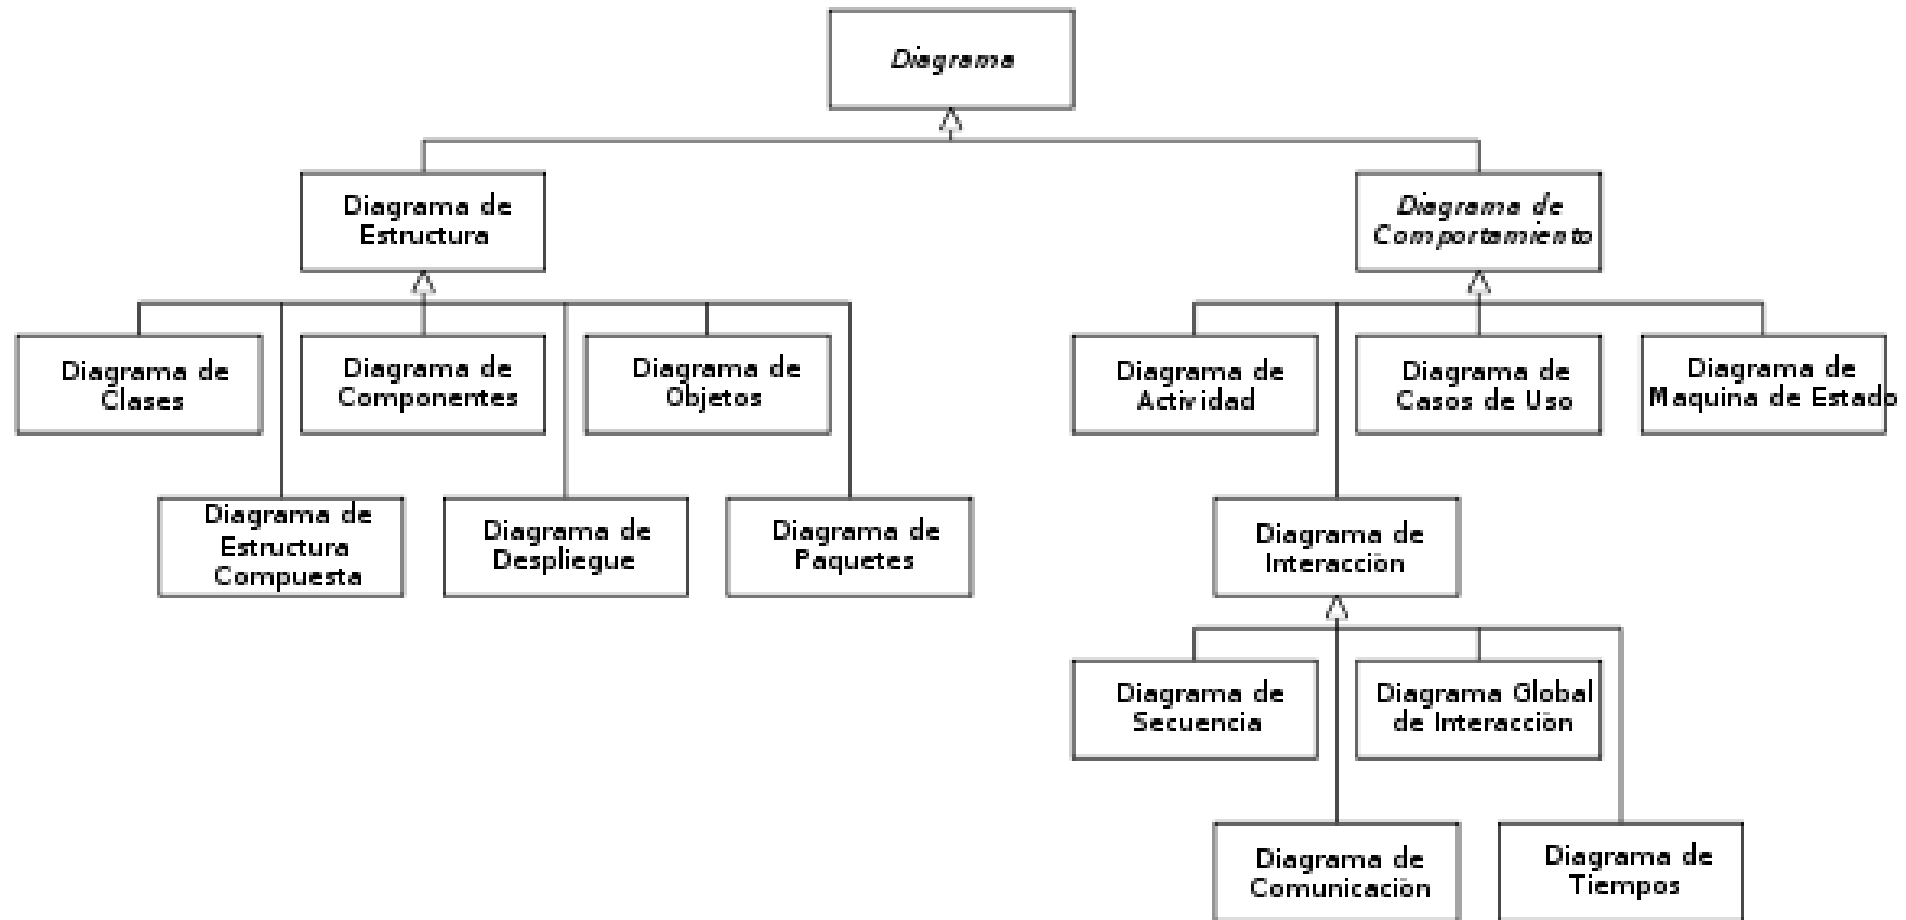 Diagrama
Diagrama de
Estructura
Diagrama de
Comportamiento
Diagrama de
Clases
Diagrama de
Componentes
Diagrama de
Objetos
Diagrama de
Actividad
Diagrama de
Casos de Uso
Diagrama de
Maquina de Estado
Diagrama de
Estructura
Compuesta
Diagrama de
Despliegue
Diagrama de
Paquetes
Diagrama de
Interacción
Diagrama de
Secuencia
Diagrama Global
de Interacción
Diagrama de
Comunicación
Diagrama de
Tiempos